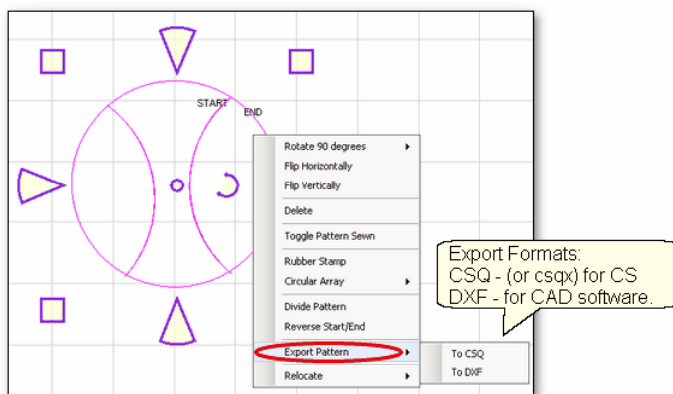 START
END
Rotate 90 degrees
Flip Horizontally
Flip Vertically
Delete
Toggle Pattern Sewn
Rubber Stamp
Circular Array
Divide Pattern
Reverse Start/End
Export Pattern
Relocate
To CSQ
To DXF
Export Formats:
CSQ - (or csqx) for CS
DXF - for CAD software.